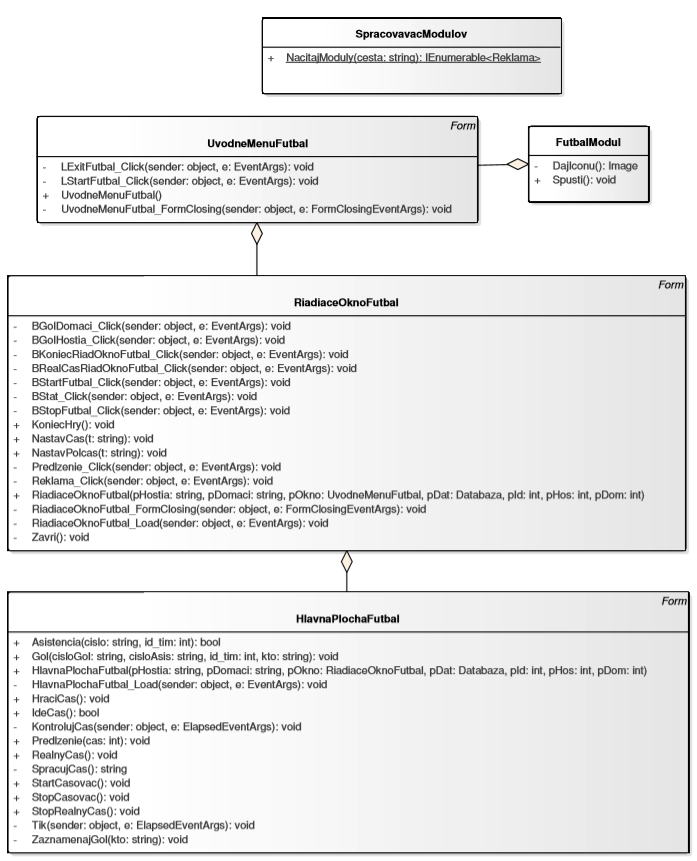 SpracovavacModulov
+ NacitajModuly(cesta: string): IEnumerable<Reklama>
Form
UvodneMenuFutbal
- LExitFutbal_Click(sender: object, e: EventArgs): void
- LStartFutbal_Click(sender: object, e: EventArgs): void
+ UvodneMenuFutbal()
- UvodneMenuFutbal_FormClosing(sender: object, e: FormClosingEventArgs): void
FutbalModul
- DajIconu(): Image
+ Spusti(): void
Form
RiadiaceOknoFutbal
- BGolDomaci_Click(sender: object, e: EventArgs): void
- BGolHostia_Click(sender: object, e: EventArgs): void
- BKoniecRiadOknoFutbal_Click(sender: object, e: EventArgs): void
- BRealCasRiadOknoFutbal_Click(sender: object, e: EventArgs): void
- BStartFutbal_Click(sender: object, e: EventArgs): void
- BStat_Click(sender: object, e: EventArgs): void
- BStopFutbal_Click(sender: object, e: EventArgs): void
+ KoniecHry(): void
+ NastavCas(t: string): void
+ NastavPolcas(t: string): void
- Predlzenie_Click(sender: object, e: EventArgs): void
- Reklama_Click(sender: object, e: EventArgs): void
+ RiadiaceOknoFutbal(pHostia: string, pDomaci: string, pOkno: UvodneMenuFutbal, pDat: Databaza, pId: int, pHos: int, pDom: int)
- RiadiaceOknoFutbal_FormClosing(sender: object, e: FormClosingEventArgs): void
- RiadiaceOknoFutbal_Load(sender: object, e: EventArgs): void
- Zavri(): void
Form
HlavnaPlochaFutbal
+ Asistencia(cislo: string, id_tim: int): bool
+ Gol(cisloGol: string, cisloAsis: string, id_tim: int, kto: string): void
+ HlavnaPlochaFutbal(pHostia: string, pDomaci: string, pOkno: RiadiaceOknoFutbal, pDat: Databaza, pId: int, pHos: int, pDom: int)
- HlavnaPlochaFutbal_Load(sender: object, e: EventArgs): void
+ HraciCas(): void
+ IdeCas(): bool
- KontrolujCas(sender: object, e: ElapsedEventArgs): void
+ Predlzenie(cas: int): void
+ RealnyCas(): void
- SpracujCas(): string
+ StartCasovac(): void
+ StopCasovac(): void
+ StopRealnyCas(): void
- Tik(sender: object, e: ElapsedEventArgs): void
- ZaznamenajGol(kto: string): void